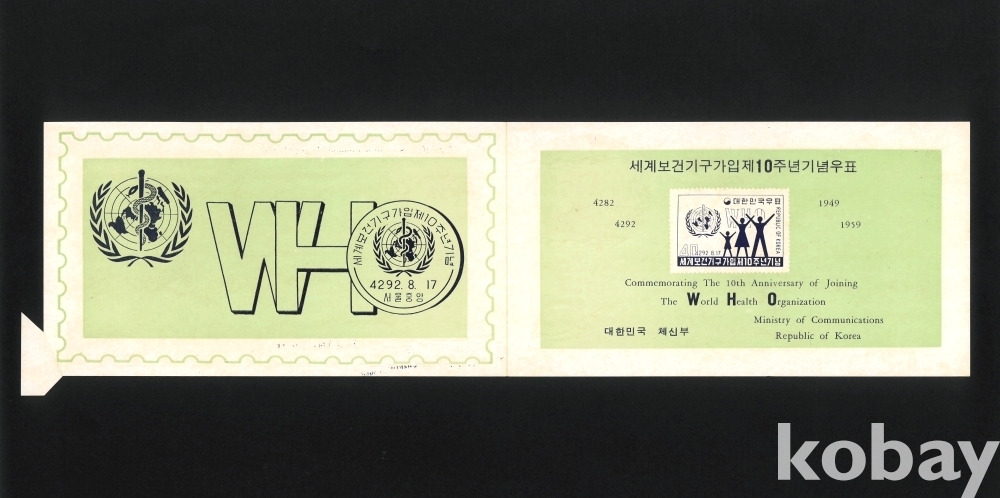 WH
세계보건기구가입제10주년기념
4292. 8. 17
서울중앙
세계보건기구가입제10주년기념우표
4282 1949
4292 1959
대한민국우표
WHO
REPUBLIC OF KOREA
40
4292.8.17
세계보건기구가입제10주년기념
Commemorating The 10th Anniversary of Joining
The World Health Organization
Ministry of Communications
대한민국 체신부
Republic of Korea
kobay